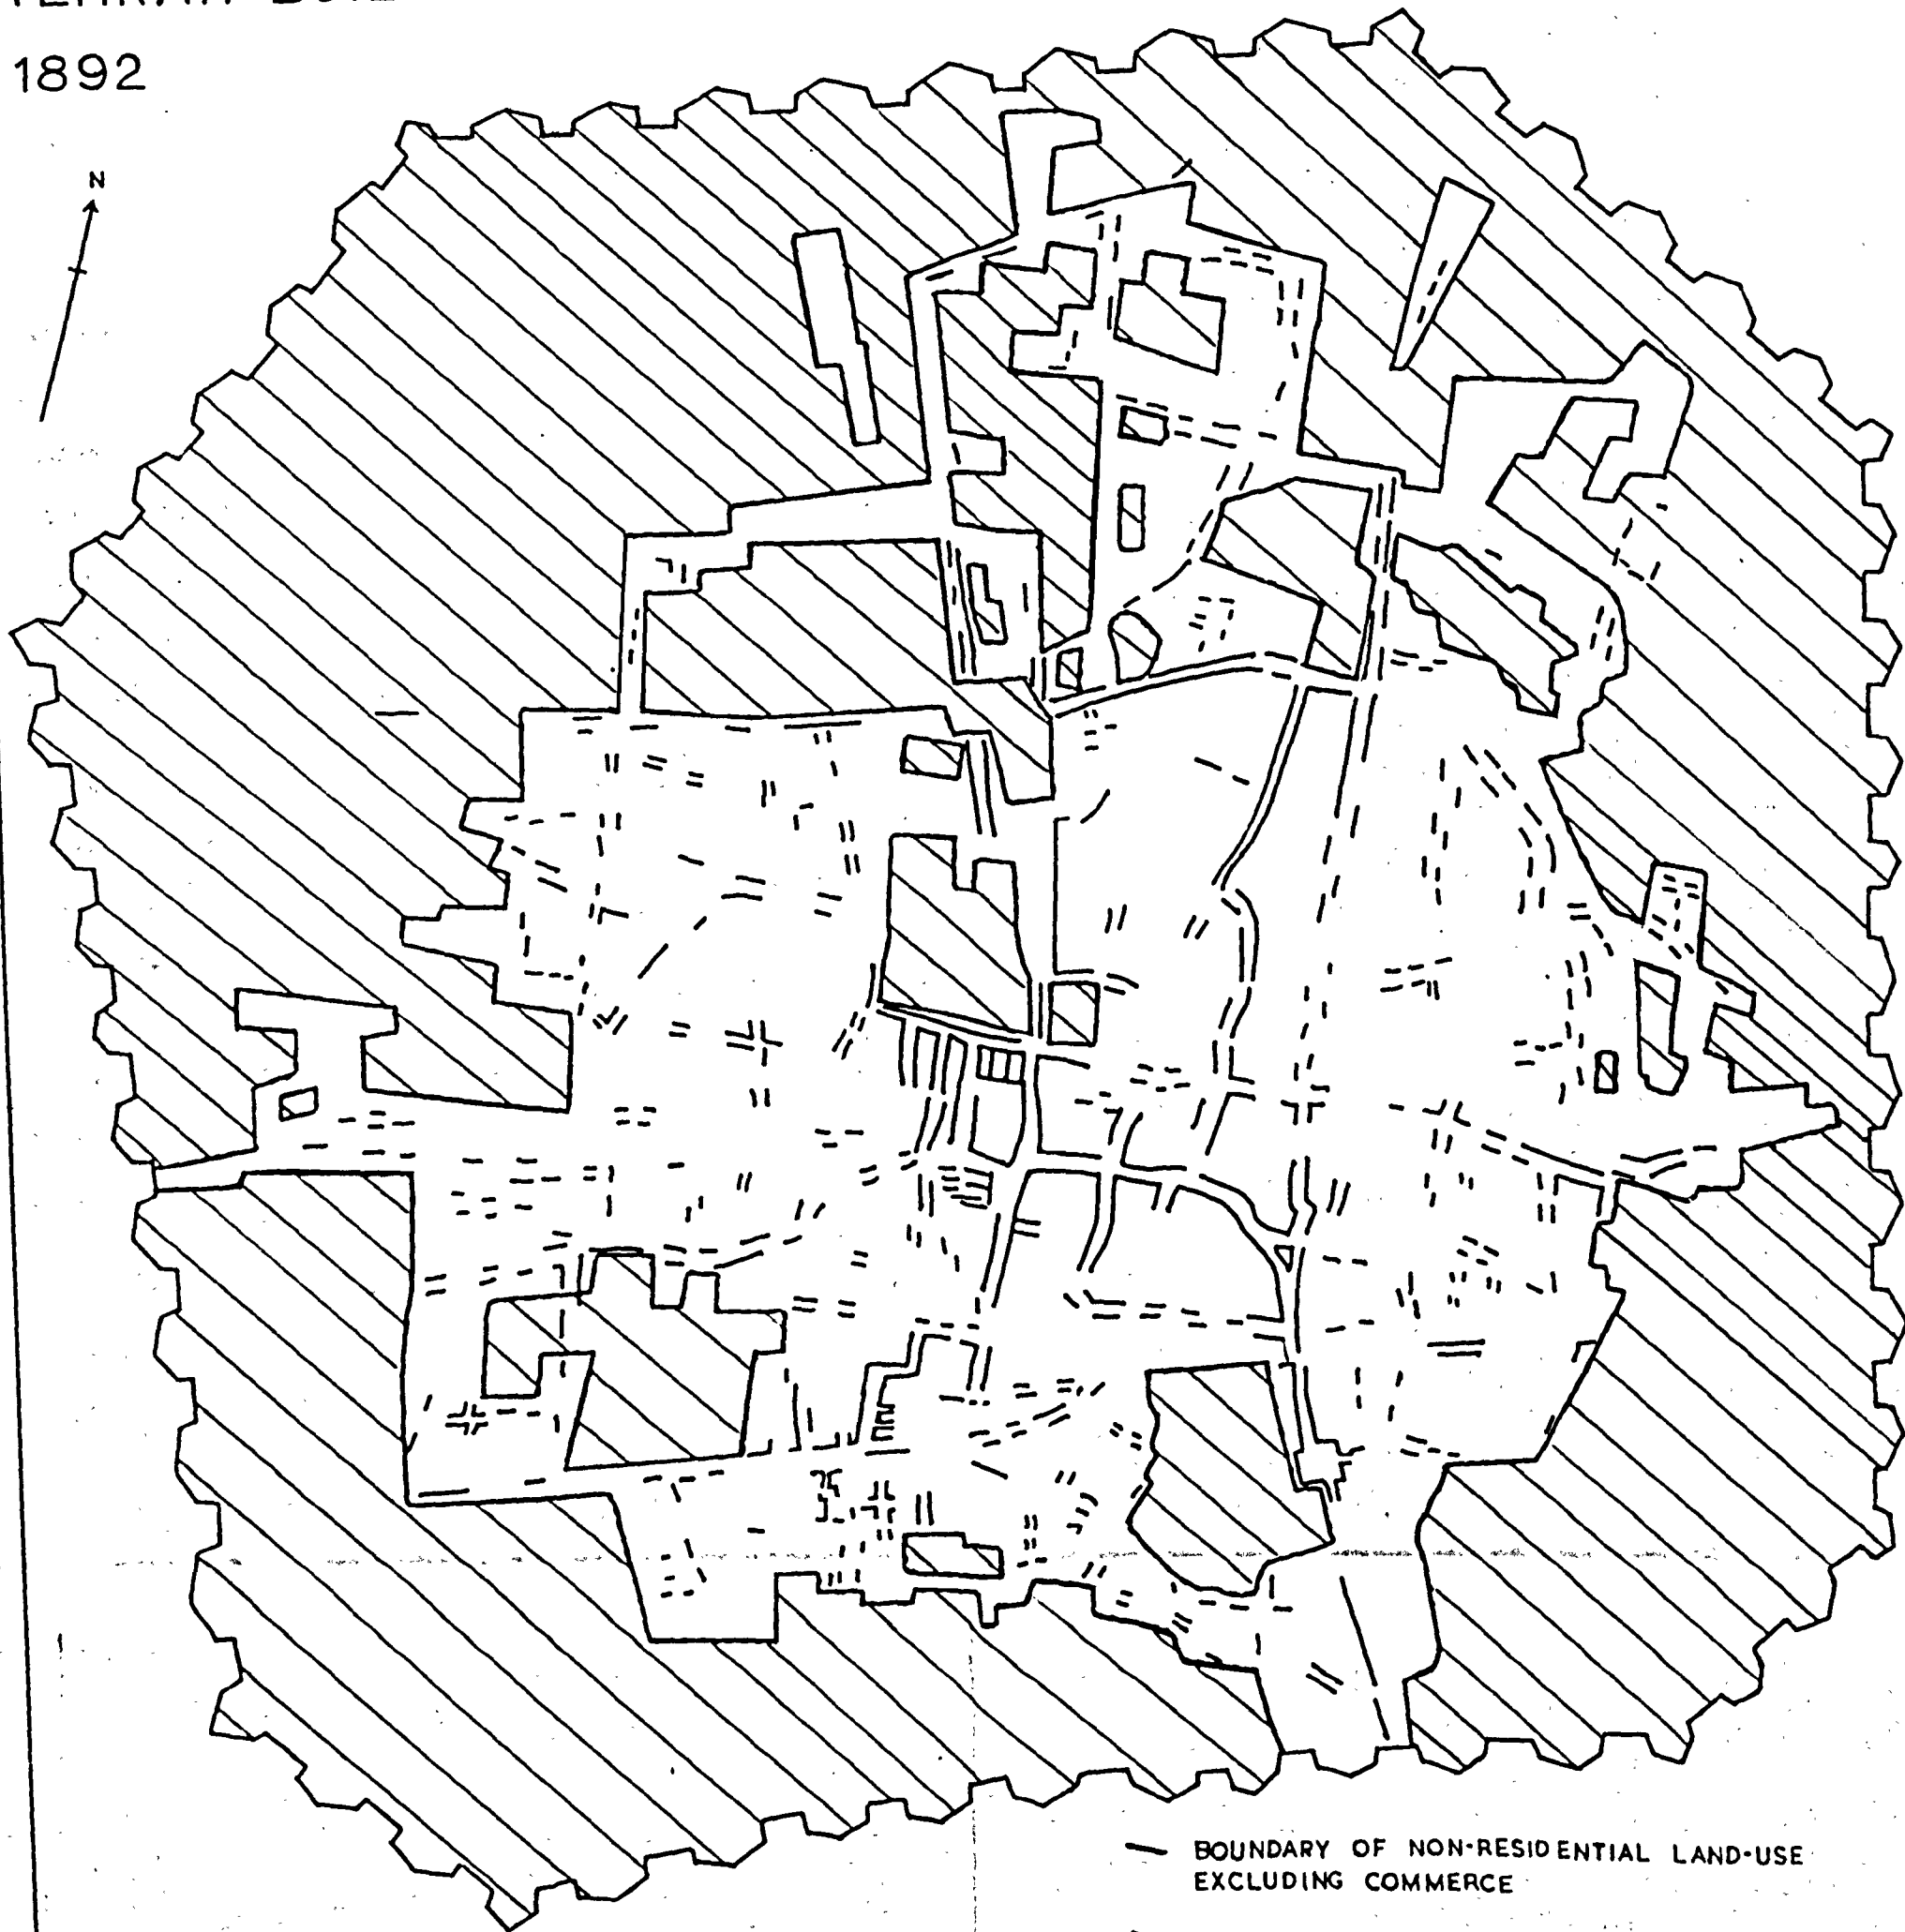 1892
N
BOUNDARY OF NON-RESIDENTIAL LAND-USE
EXCLUDING COMMERCE